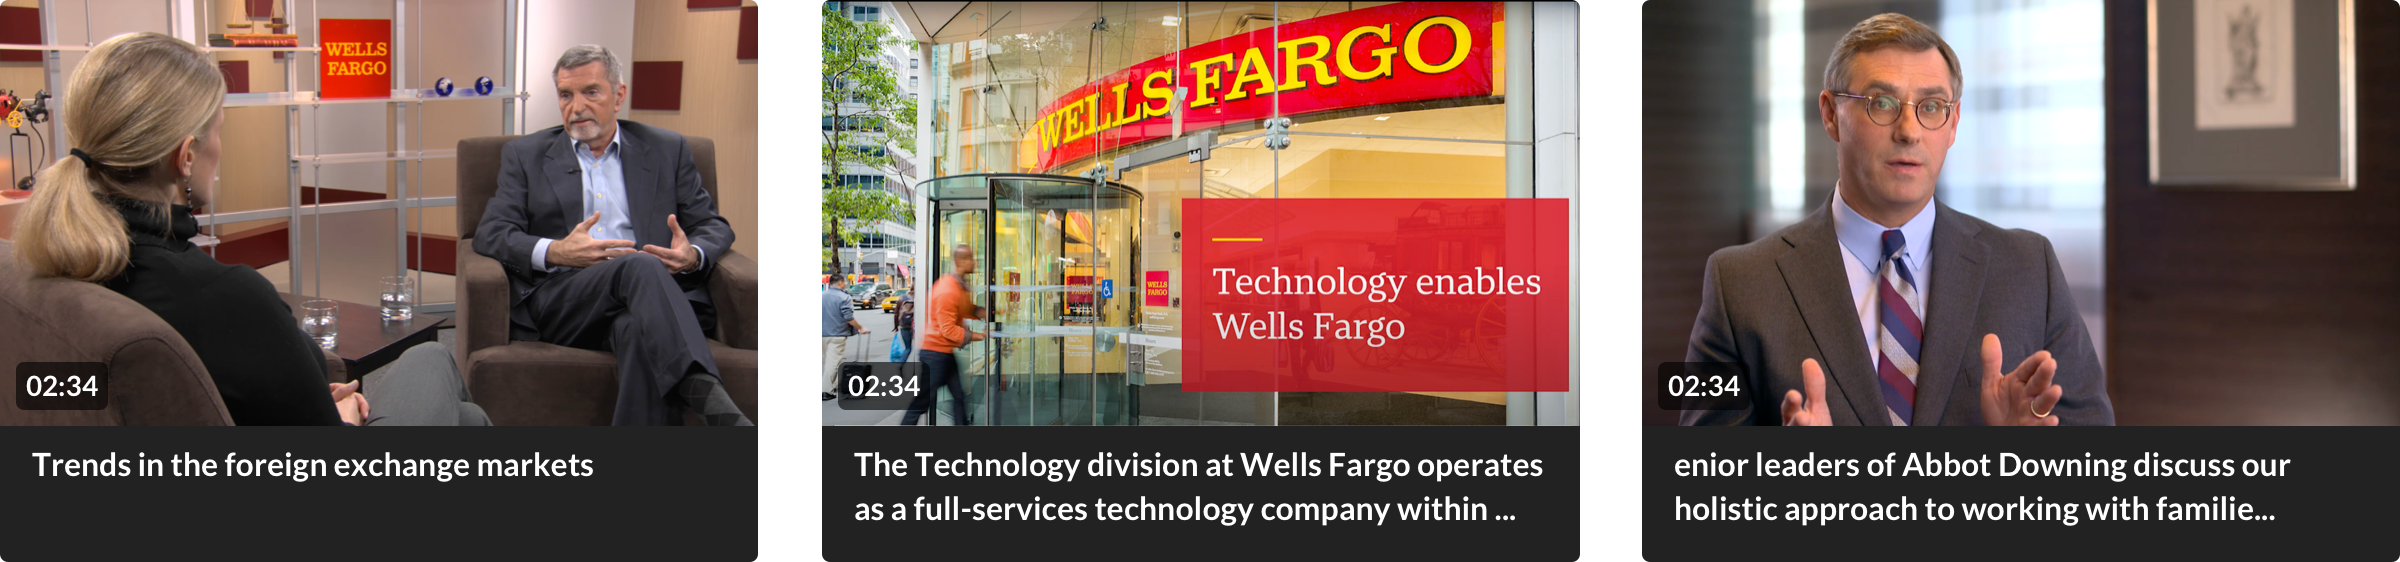 WELLS
FARGO
02:34
Trends in the foreign exchange markets
WELLS FARGO
WELLS
FARGO
Technology enables
Wells Fargo
02:34
The Technology division at Wells Fargo operates
as a full-services technology company within ...
02:34
enior leaders of Abbot Downing discuss our
holistic approach to working with familie...